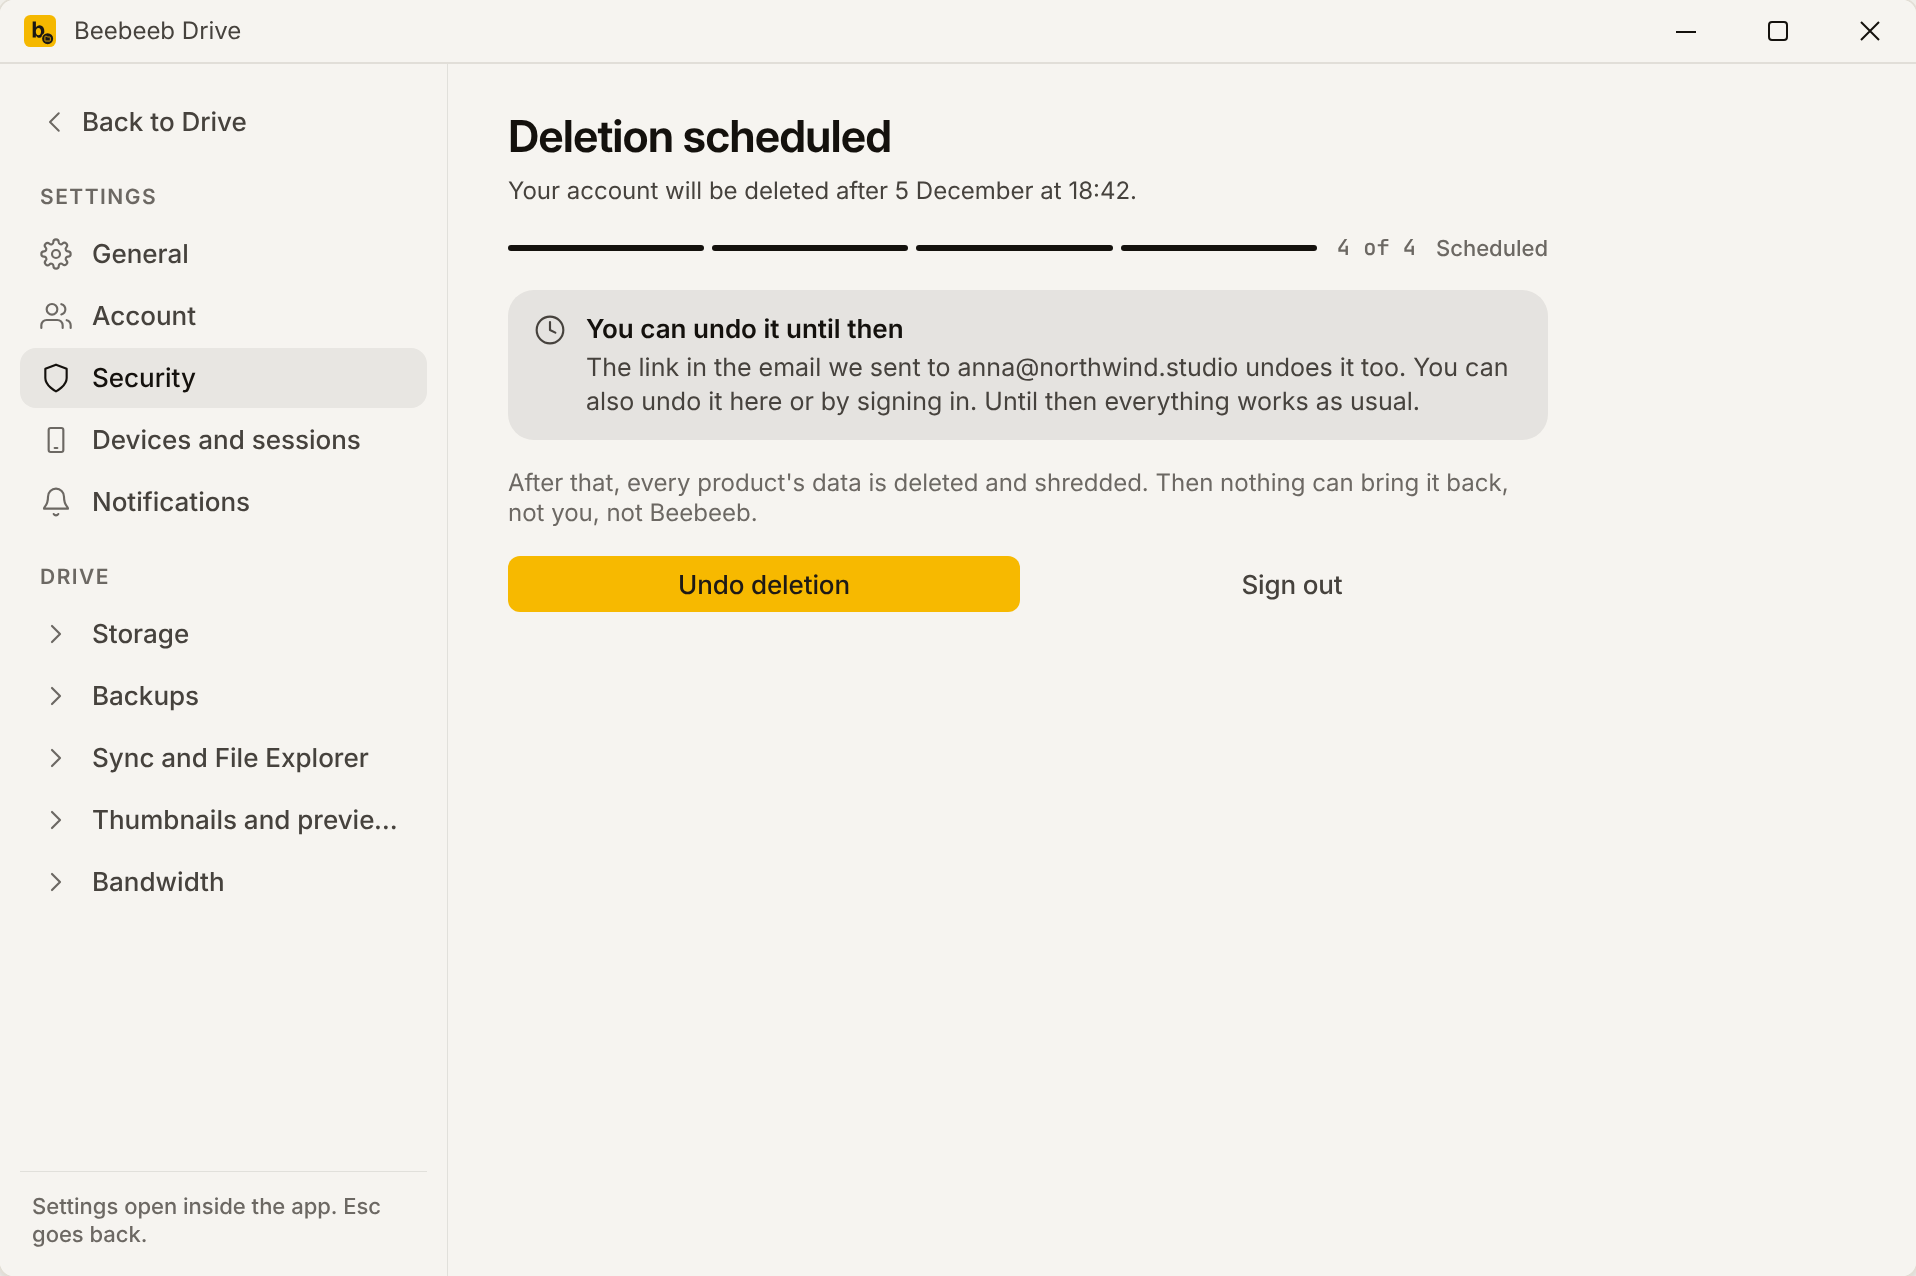 Beebeeb Drive
Back to Drive
SETTINGS
General
Account
Security
Devices and sessions
Notifications
DRIVE
Storage
Backups
Sync and File Explorer
Thumbnails and previe...
Bandwidth
Settings open inside the app. Esc
goes back.
Deletion scheduled
Your account will be deleted after 5 December at 18:42.
4 of 4 Scheduled
You can undo it until then
The link in the email we sent to anna@northwind.studio undoes it too. You can
also undo it here or by signing in. Until then everything works as usual.
After that, every product's data is deleted and shredded. Then nothing can bring it back,
not you, not Beebeeb.
Undo deletion
Sign out